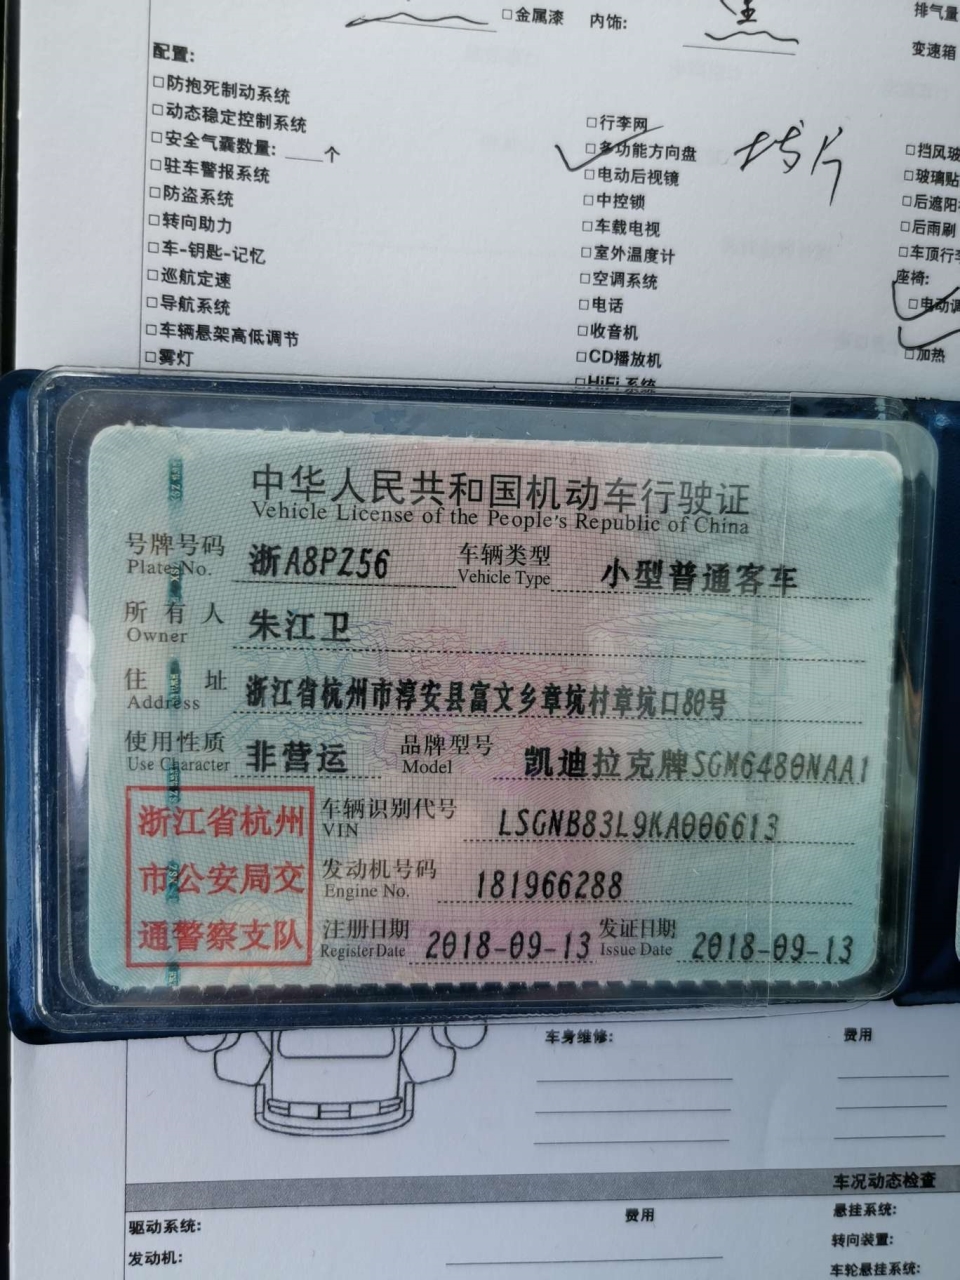 □金属漆 内饰: 黑 排气量
变速箱
配置:
□防抱死制动系统
□动态稳定控制系统
□安全气囊数量: ____个
□驻车警报系统
□防盗系统
□转向助力
□车-钥匙-记忆
□巡航定速
□导航系统
□车辆悬架高低调节
□雾灯
□行李网
□多功能方向盘
□电动后视镜
□中控锁
□车载电视
□室外温度计
□空调系统
□电话
□收音机
□CD播放机
□HiFi 系统
□挡风玻
□玻璃贴
□后遮阳
□后雨刷
□车顶行李
座椅:
□电动调
□加热
中华人民共和国机动车行驶证
Vehicle License of the People's Republic of China
号牌号码 浙A8PZ56 车辆类型 小型普通客车
Plate No. Vehicle Type
所有人 朱江卫
Owner
住址 浙江省杭州市淳安县富文乡章坑村章坑口80号
Address
使用性质 非营运 品牌型号 凯迪拉克牌SGM6480NAA1
Use Character Model
浙江省杭州
市公安局交
通警察支队
车辆识别代号 LSGNB83L9KA006613
VIN
发动机号码 181966288
Engine No.
注册日期 2018-09-13 发证日期 2018-09-13
Register Date Issue Date
车身维修: 费用
车况动态检查
驱动系统: 费用 悬挂系统:
发动机: 转向装置:
车轮悬挂系统: